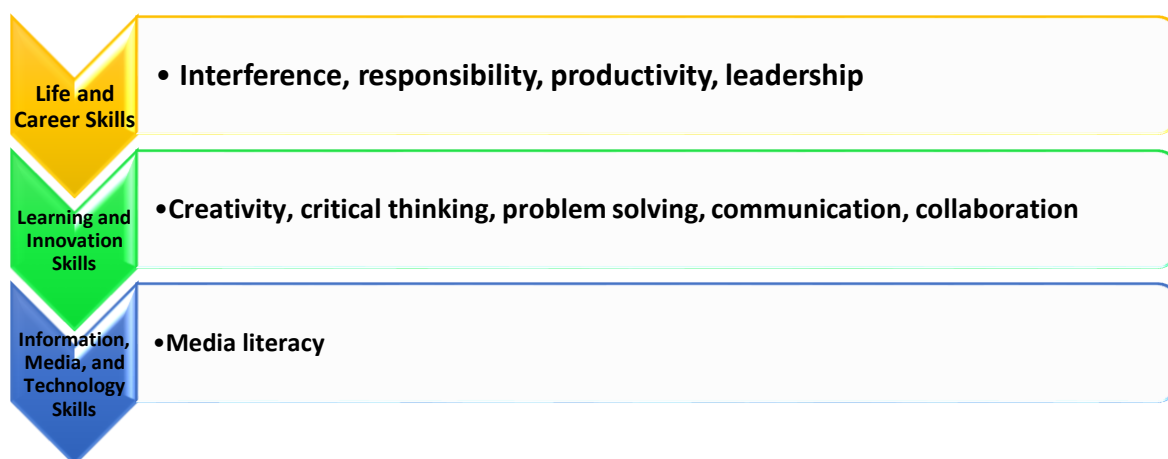 Life and
Career Skills
• Interference, responsibility, productivity, leadership
Learning and
Innovation
Skills
•Creativity, critical thinking, problem solving, communication, collaboration
Information,
Media, and
Technology
Skills
•Media literacy